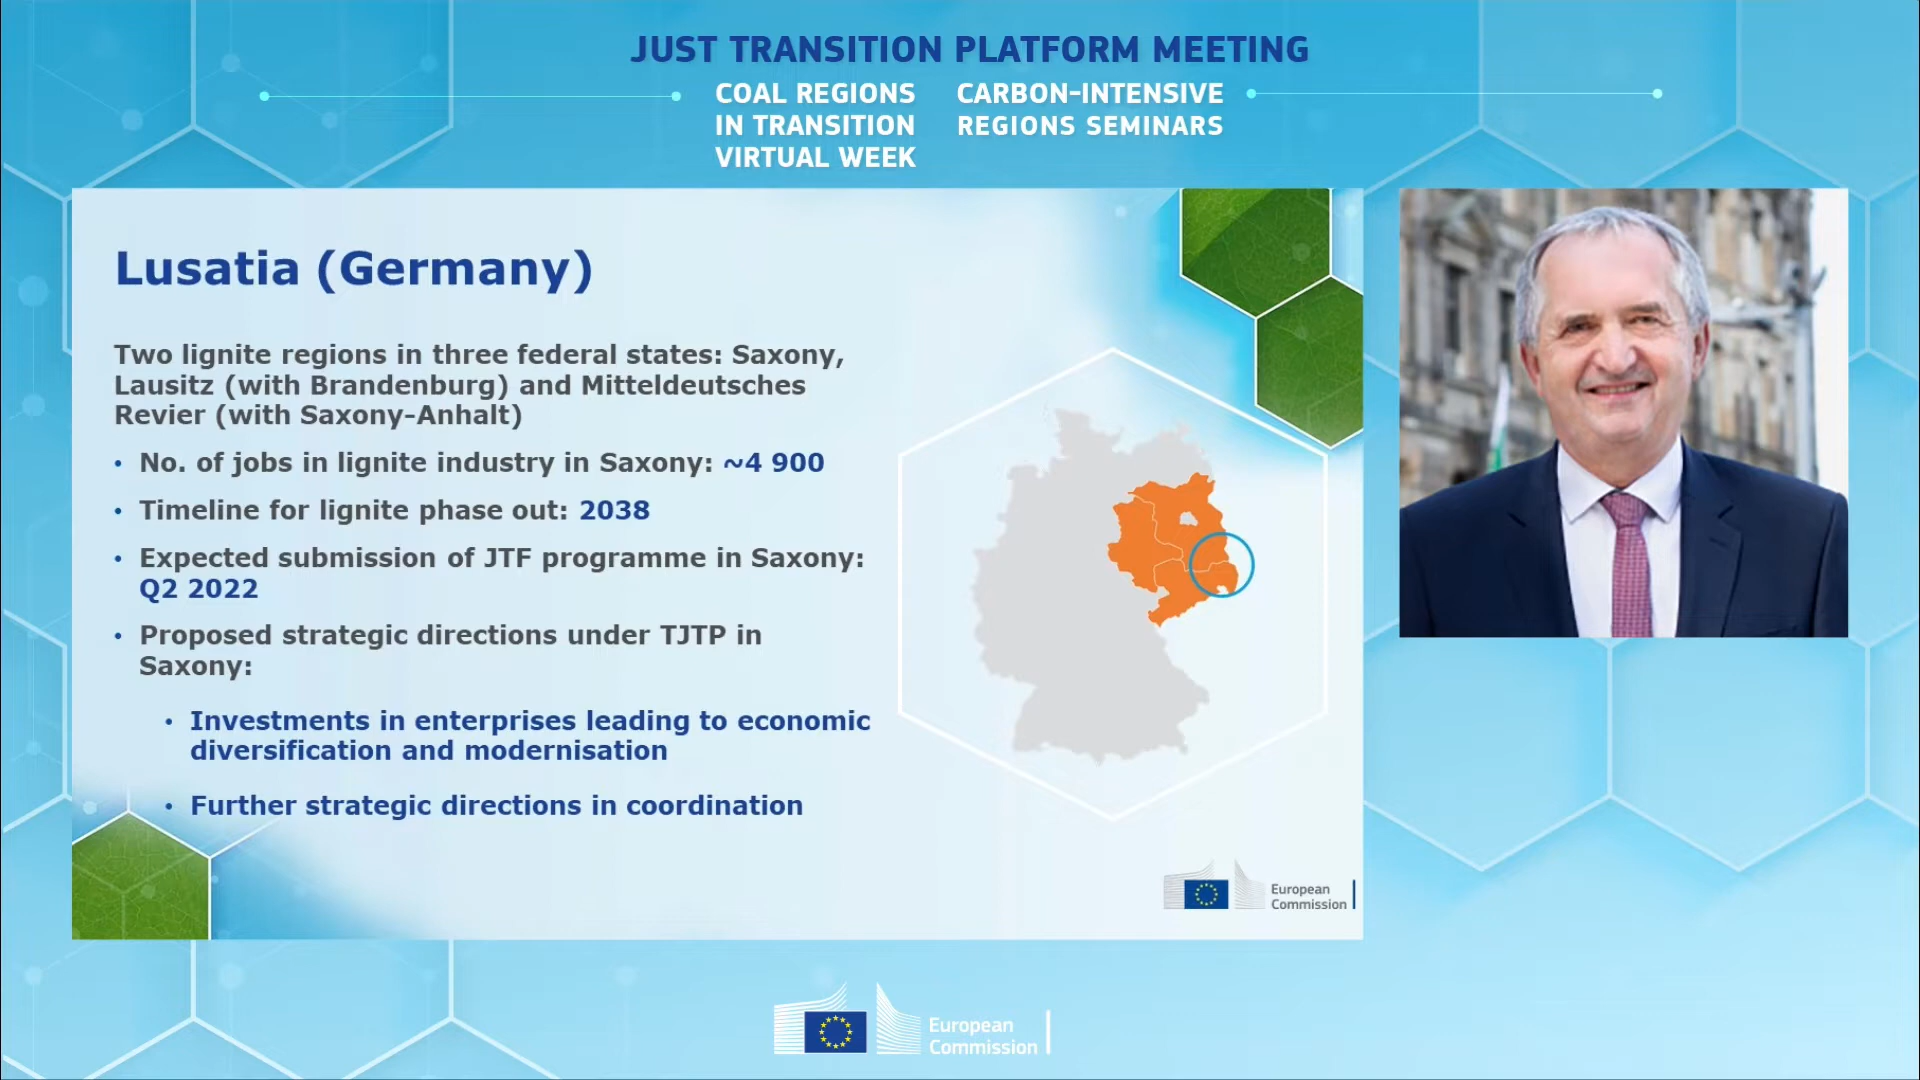 JUST TRANSITION PLATFORM MEETING
COAL REGIONS
IN TRANSITION
VIRTUAL WEEK
CARBON-INTENSIVE
REGIONS SEMINARS
Lusatia (Germany)
Two lignite regions in three federal states: Saxony,
Lausitz (with Brandenburg) and Mitteldeutsches
Revier (with Saxony-Anhalt)
• No. of jobs in lignite industry in Saxony: ~4 900
• Timeline for lignite phase out: 2038
• Expected submission of JTF programme in Saxony:
Q2 2022
• Proposed strategic directions under TJTP in
Saxony:
• Investments in enterprises leading to economic
diversification and modernisation
• Further strategic directions in coordination
European
Commission
European
Commission